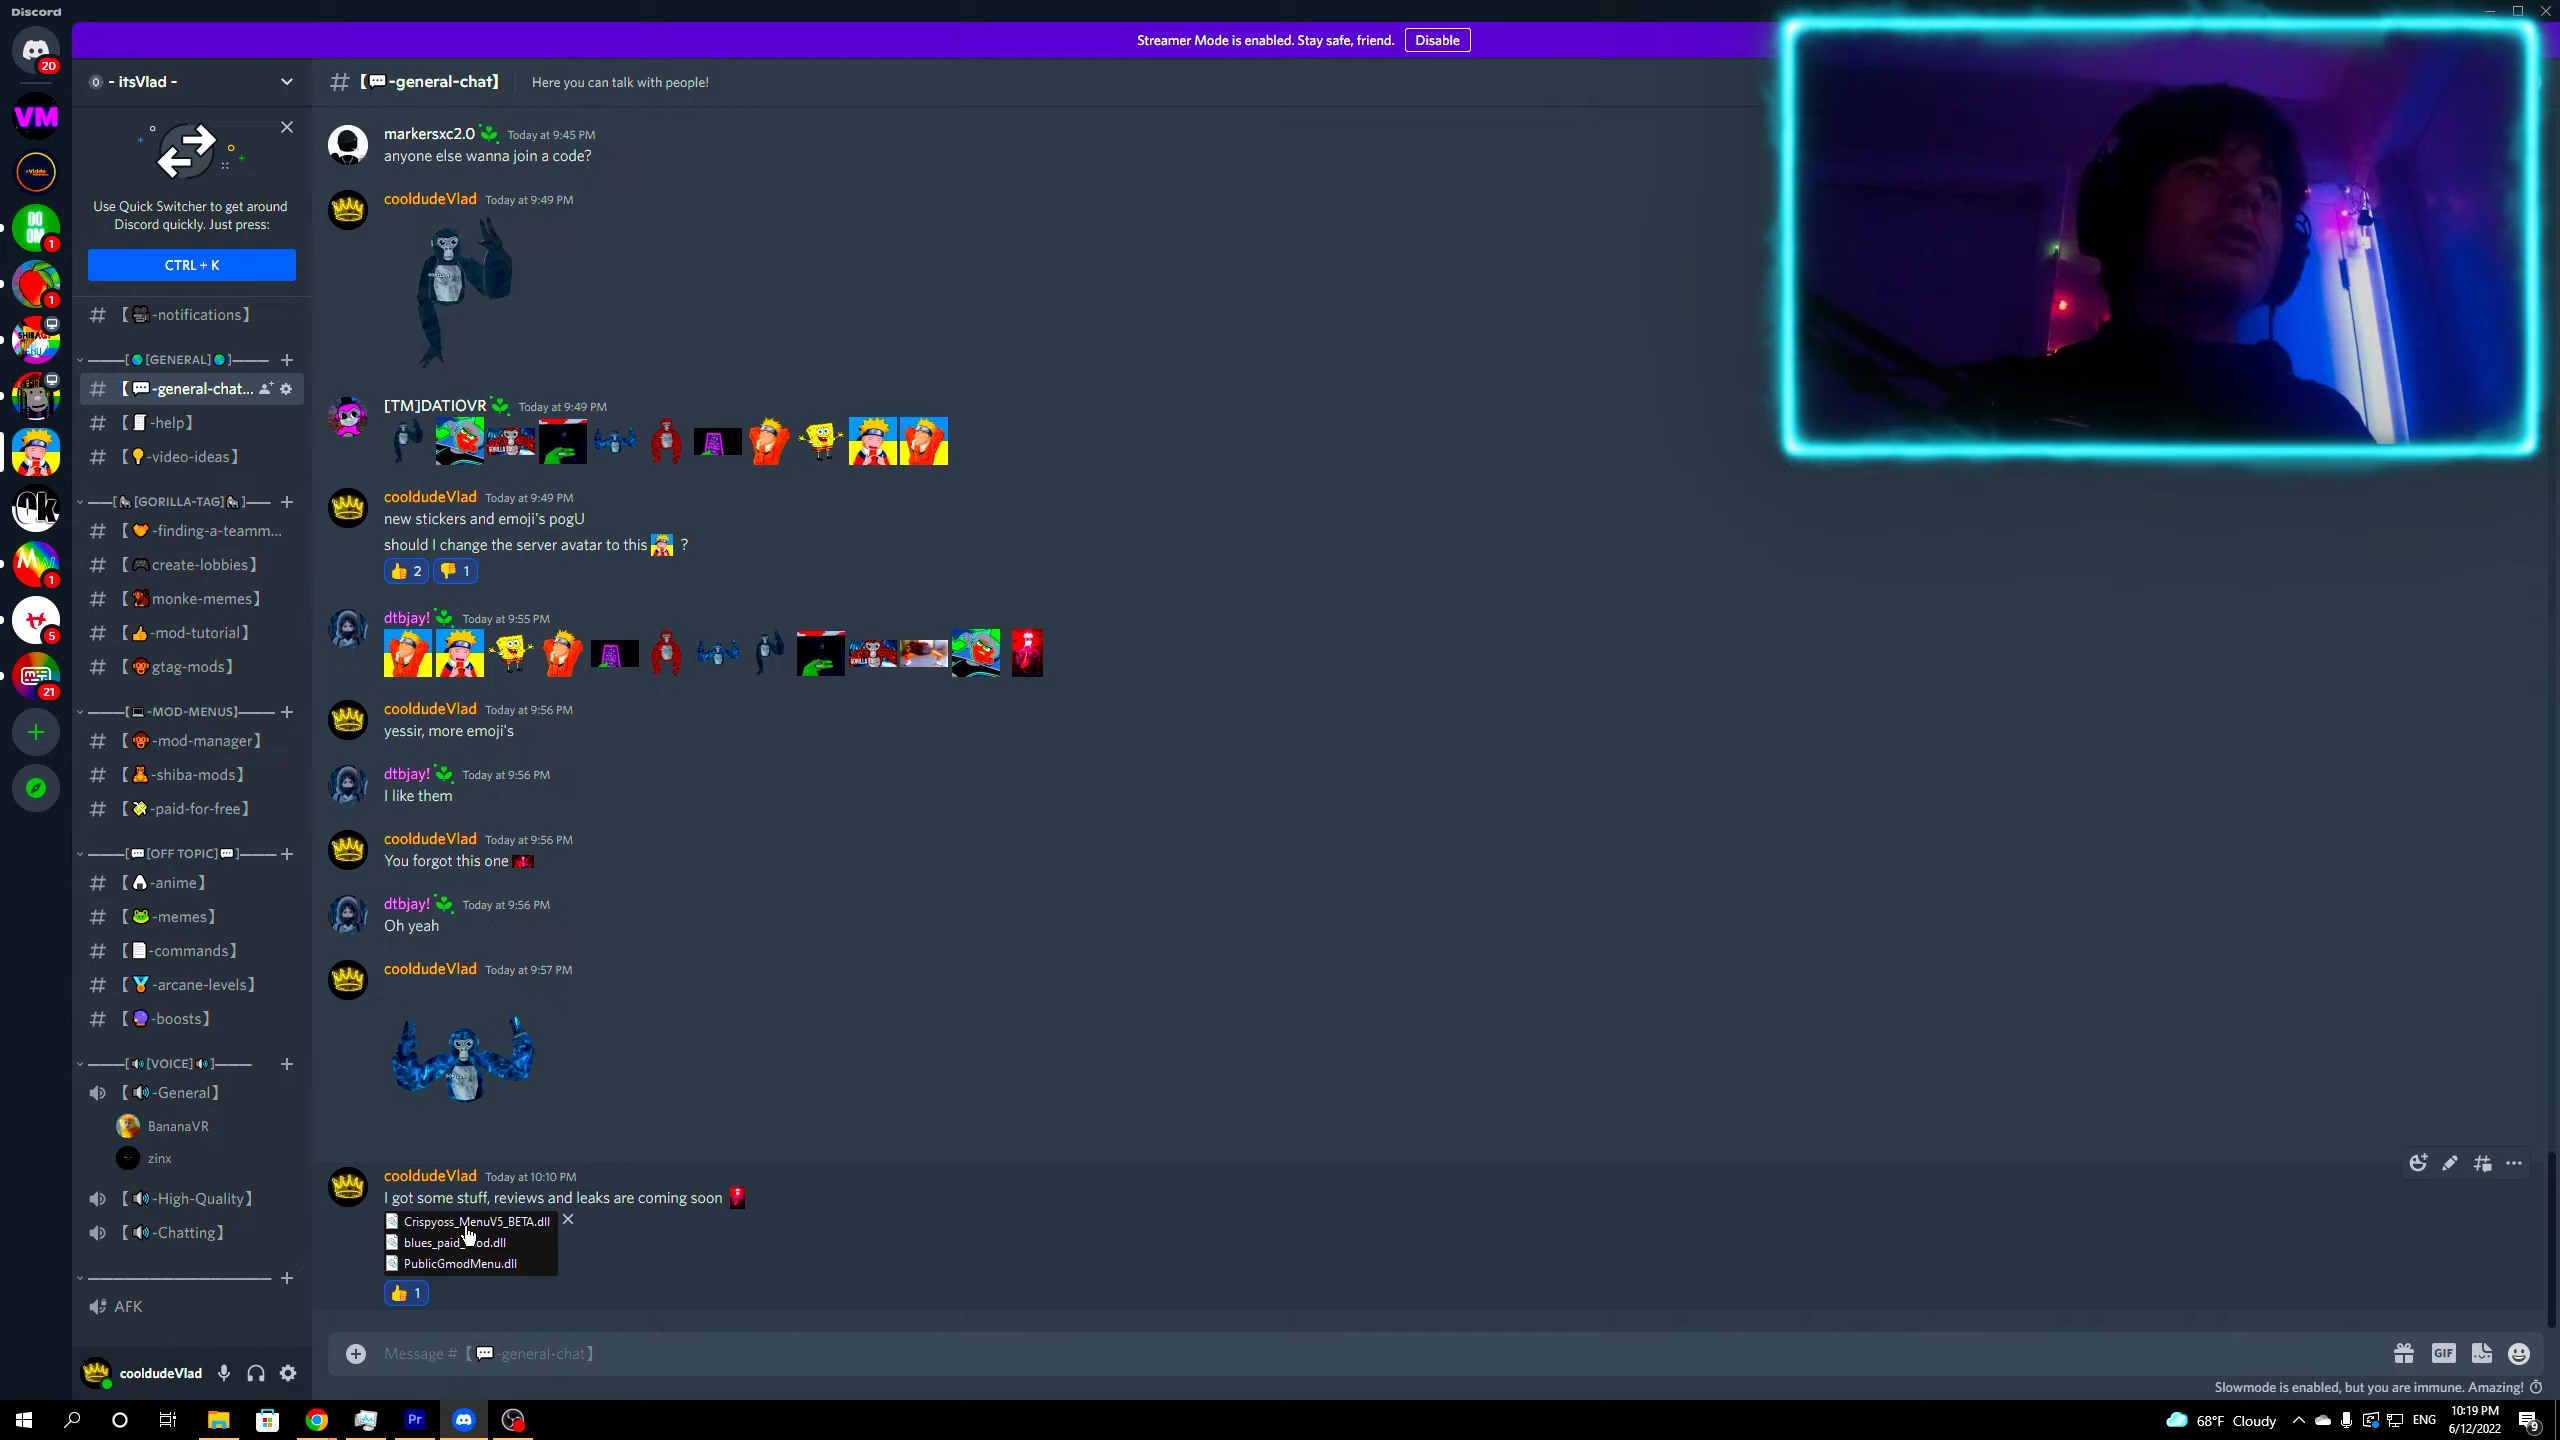 Discord
Streamer Mode is enabled. Stay safe, friend.
Disable
20
VM
- itsVlad -
【💬-general-chat】
Here you can talk with people!
Use Quick Switcher to get around
Discord quickly. Just press:
CTRL + K
【-notifications】
———[[GENERAL]]———
【💬-general-chat...
【-help】
【-video-ideas】
——[[GORILLA-TAG]]——
【-finding-a-teamm...
【create-lobbies】
【monke-memes】
【-mod-tutorial】
【gtag-mods】
———[-MOD-MENUS]———
【-mod-manager】
【-shiba-mods】
【-paid-for-free】
———[[OFF TOPIC]]———
【-anime】
【-memes】
【-commands】
【-arcane-levels】
【-boosts】
———[[VOICE]]———
【-General】
BananaVR
zinx
【-High-Quality】
【-Chatting】
AFK
cooldudeVlad
1
1
1
5
21
markersxc2.0 Today at 9:45 PM
anyone else wanna join a code?
cooldudeVlad Today at 9:49 PM
[TM]DATIOVR Today at 9:49 PM
cooldudeVlad Today at 9:49 PM
new stickers and emoji's pogU
should I change the server avatar to this ?
2 1
dtbjay! Today at 9:55 PM
cooldudeVlad Today at 9:56 PM
yessir, more emoji's
dtbjay! Today at 9:56 PM
I like them
cooldudeVlad Today at 9:56 PM
You forgot this one
dtbjay! Today at 9:56 PM
Oh yeah
cooldudeVlad Today at 9:57 PM
cooldudeVlad Today at 10:10 PM
I got some stuff, reviews and leaks are coming soon
Crispyoss_MenuV5_BETA.dll
PublicGmodMenu.dll
1
Message #【💬-general-chat】
GIF
Slowmode is enabled, but you are immune. Amazing!
Pr
68°F Cloudy
ENG
10:19 PM
6/12/2022
9